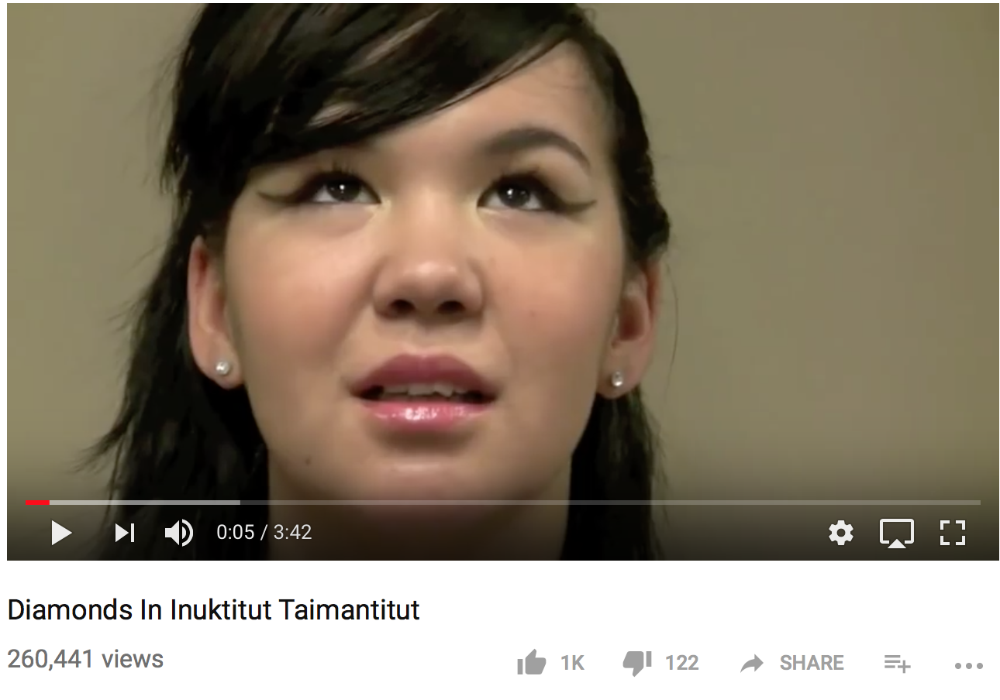 0:05 / 3:42
Diamonds In Inuktitut Taimantitut
260,441 views
1K
122
SHARE